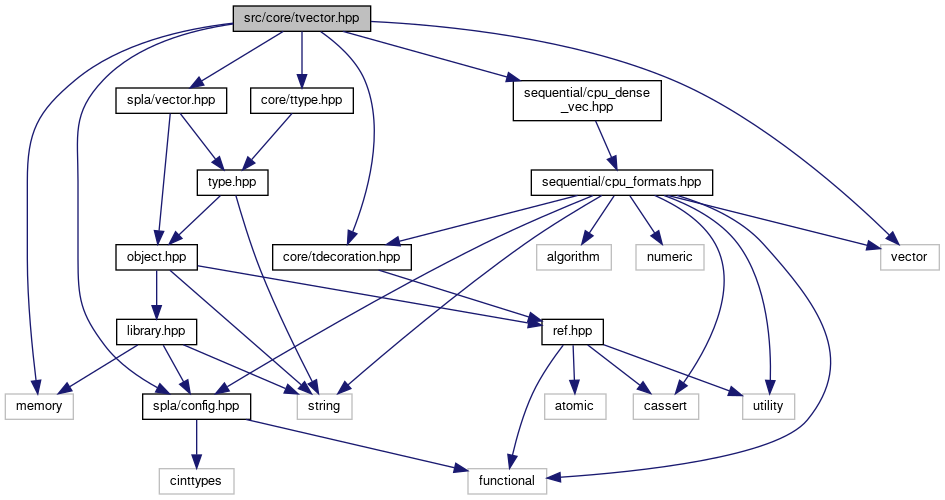 src/core/tvector.hpp
spla/vector.hpp
core/ttype.hpp
sequential/cpu_dense
_vec.hpp
type.hpp
sequential/cpu_formats.hpp
object.hpp
core/tdecoration.hpp
algorithm
numeric
vector
library.hpp
ref.hpp
memory
spla/config.hpp
string
atomic
cassert
utility
cinttypes
functional